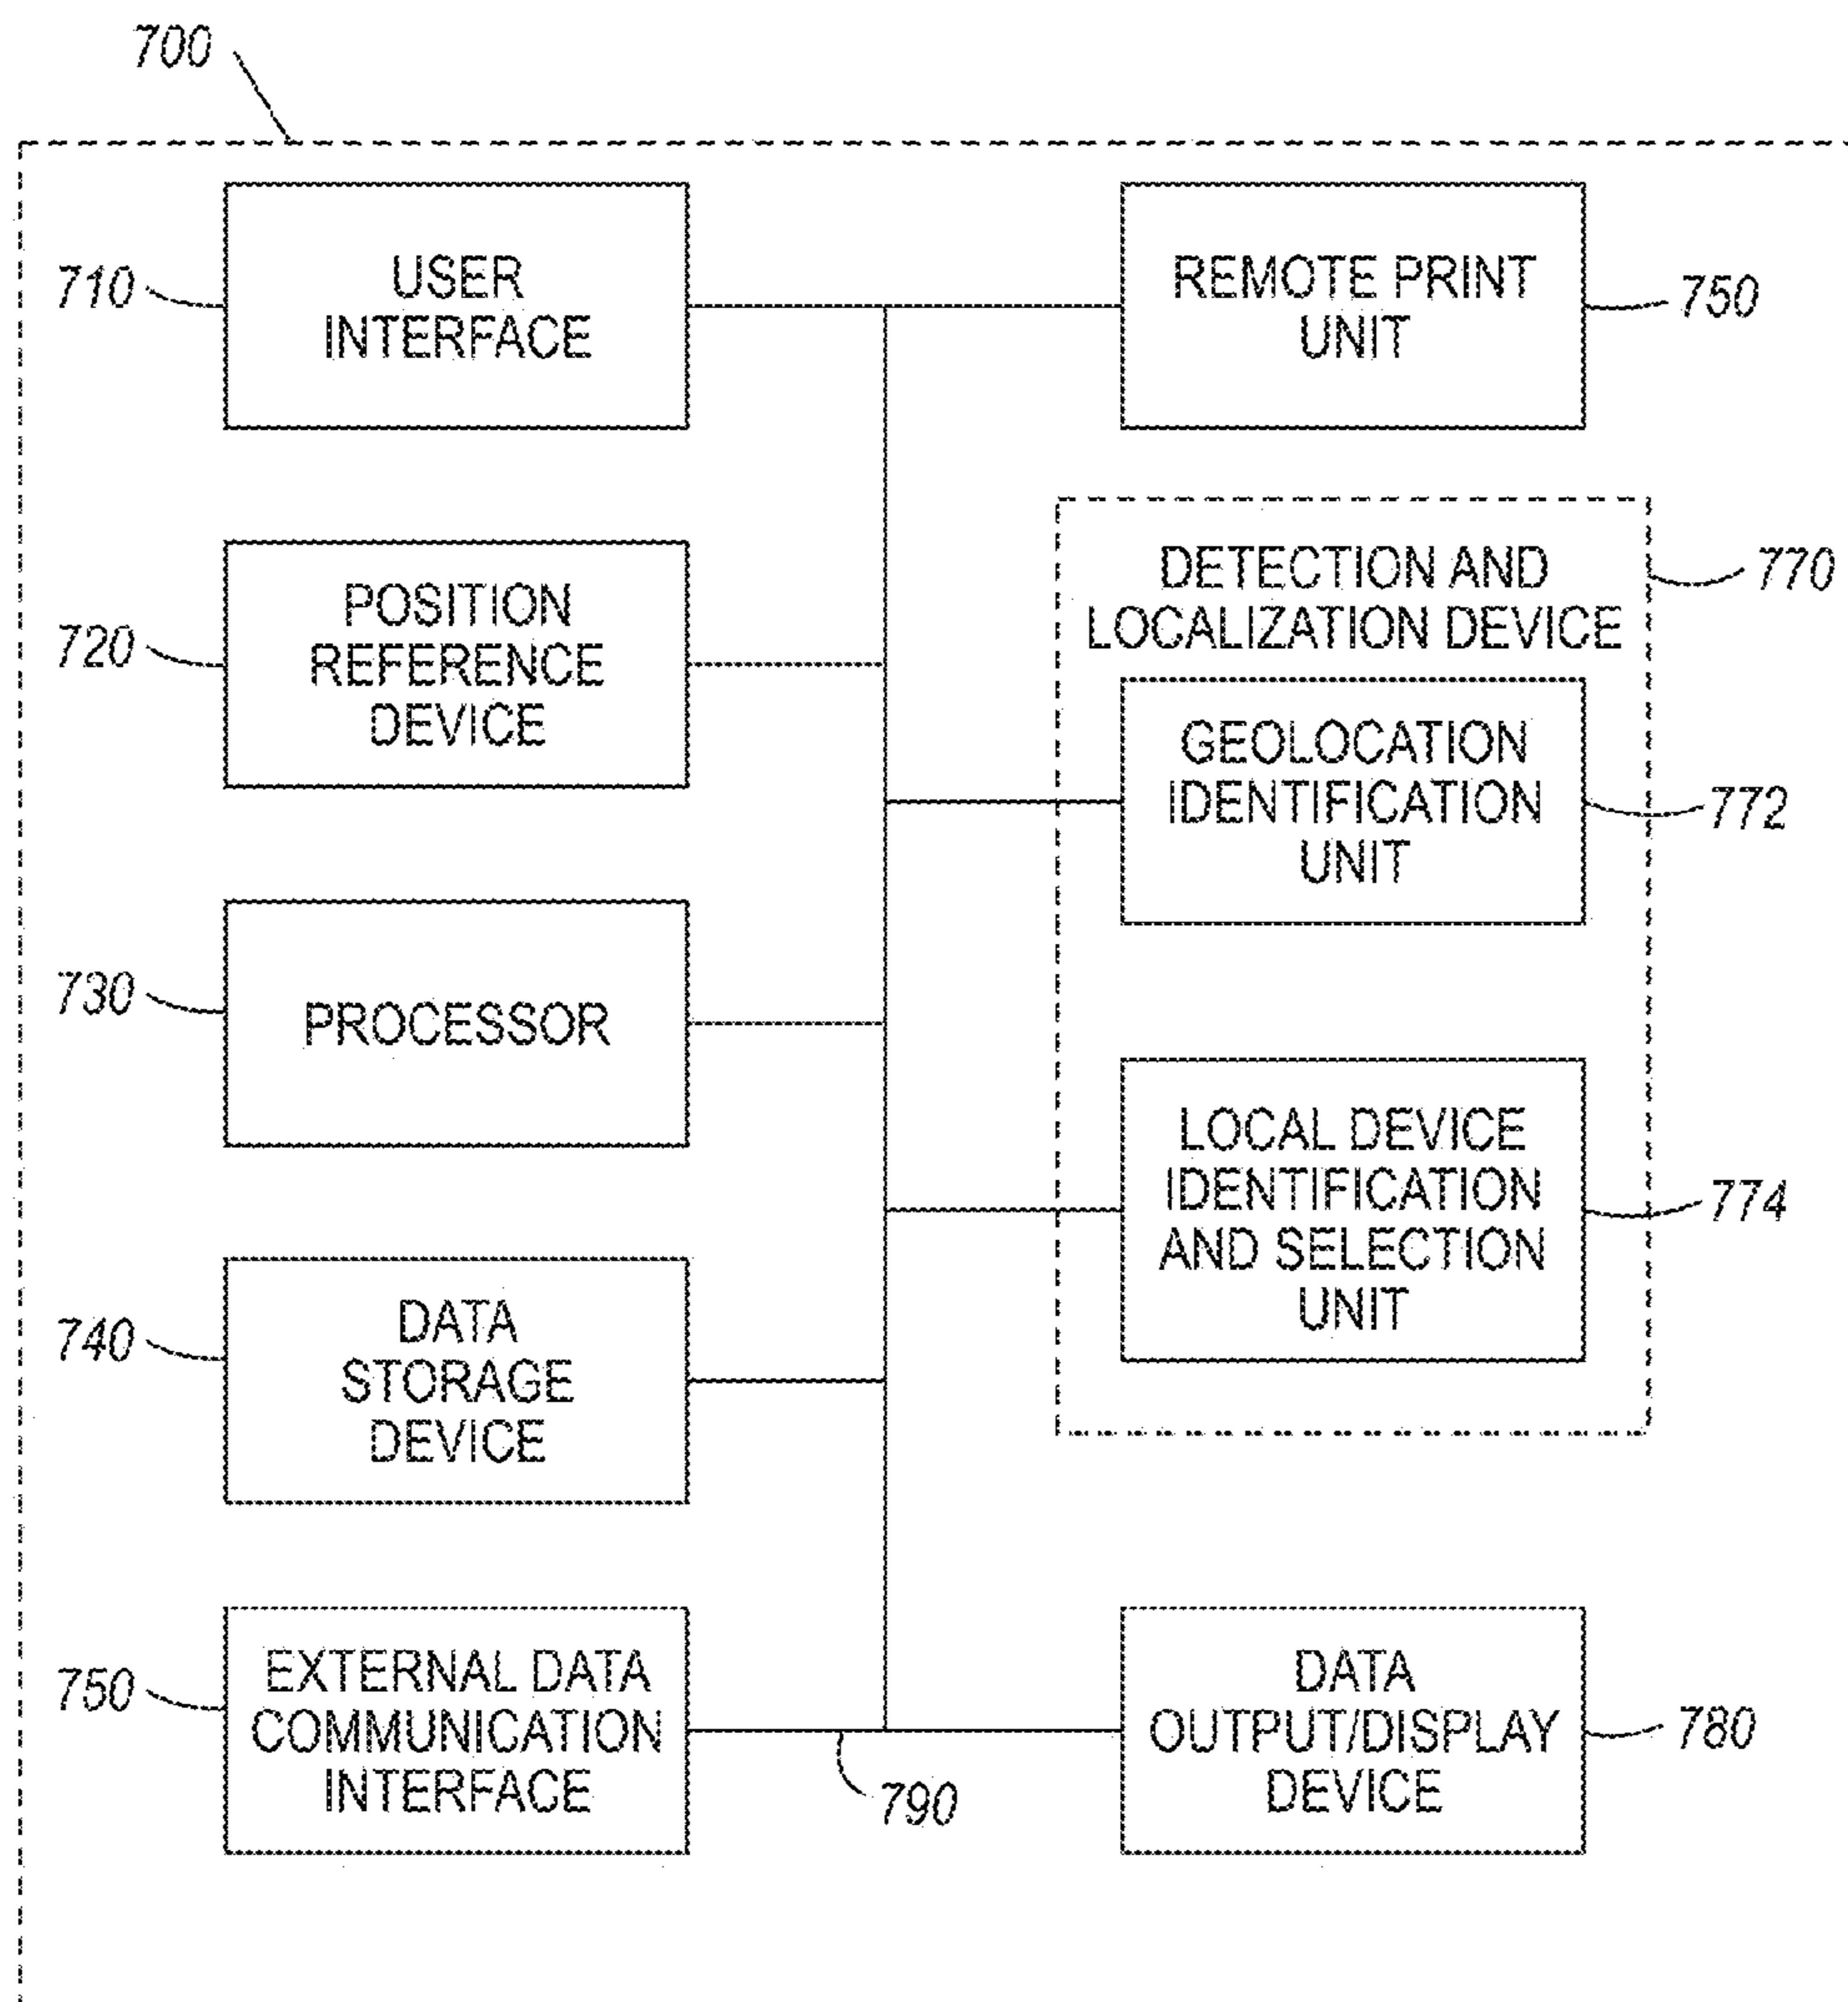 700
710
USER
INTERFACE
REMOTE PRINT
UNIT
750
720
POSITION
REFERENCE
DEVICE
DETECTION AND
LOCALIZATION DEVICE
770
GEOLOCATION
IDENTIFICATION
UNIT
772
730
PROCESSOR
LOCAL DEVICE
IDENTIFICATION
AND SELECTION
UNIT
774
740
DATA
STORAGE
DEVICE
750
EXTERNAL DATA
COMMUNICATION
INTERFACE
790
DATA
OUTPUT/DISPLAY
DEVICE
780